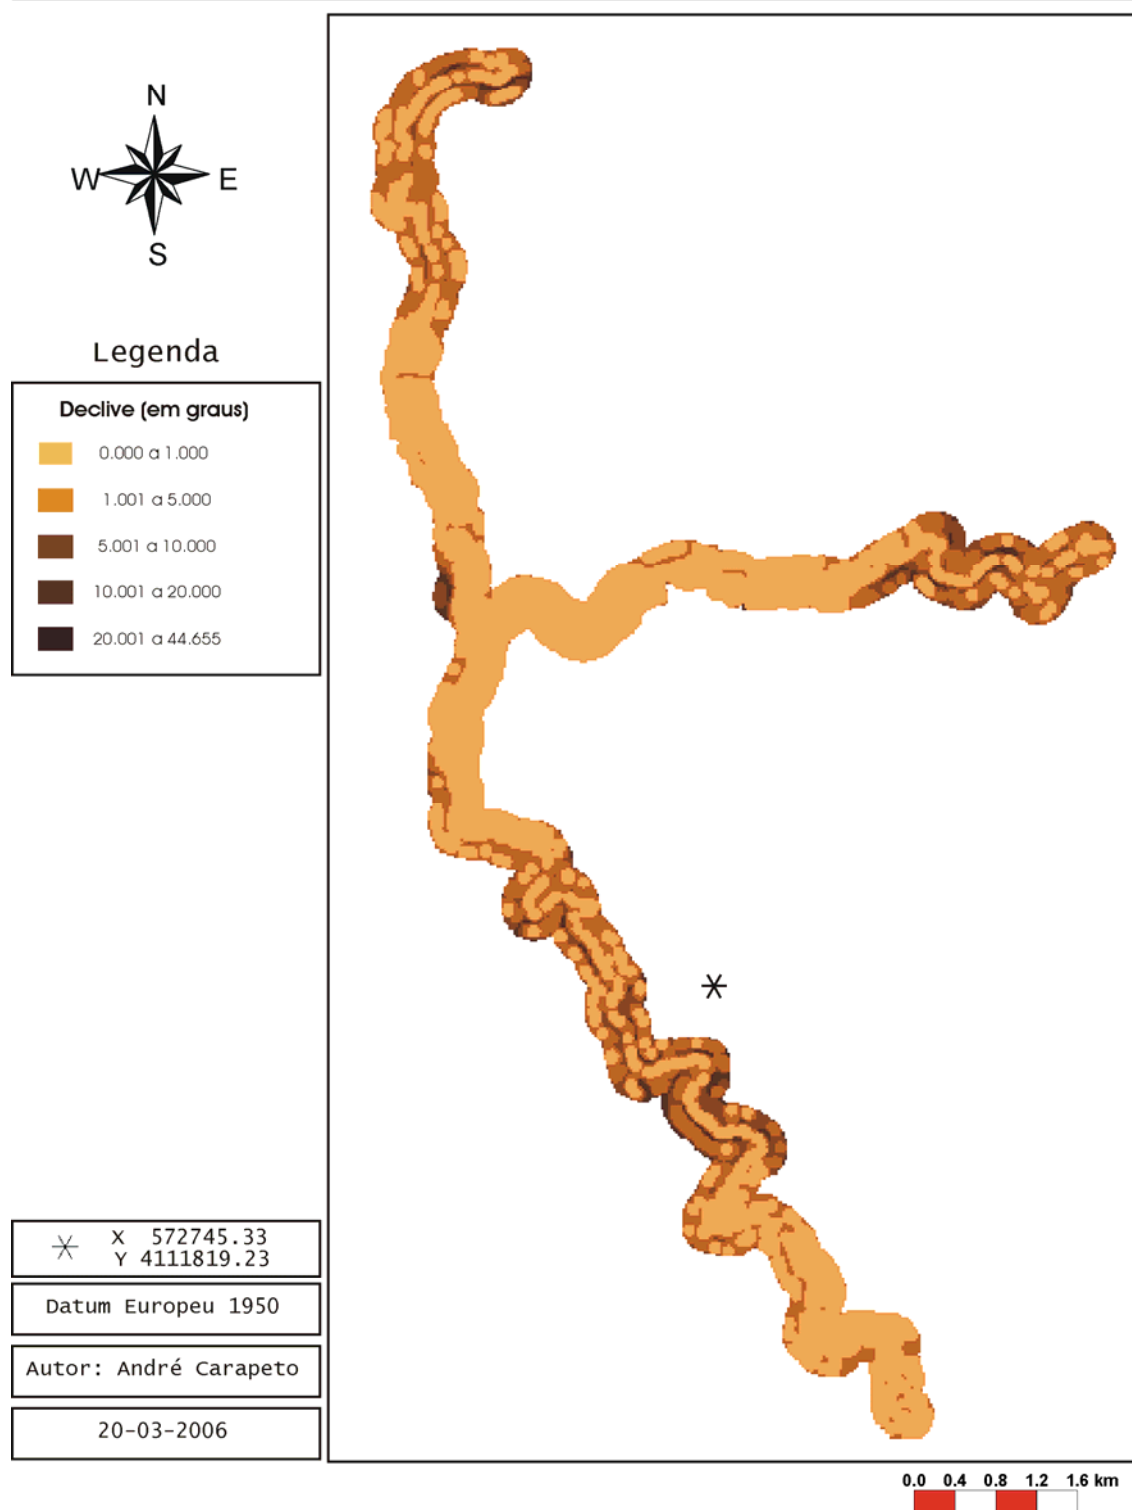 N
W E
S
Legenda
Declive (em graus)
0.000 a 1.000
1.001 a 5.000
5.001 a 10.000
10.001 a 20.000
20.001 a 44.655
X 572745.33
Y 4111819.23
Datum Europeu 1950
Autor: André Carapeto
20-03-2006
0.0 0.4 0.8 1.2 1.6 km